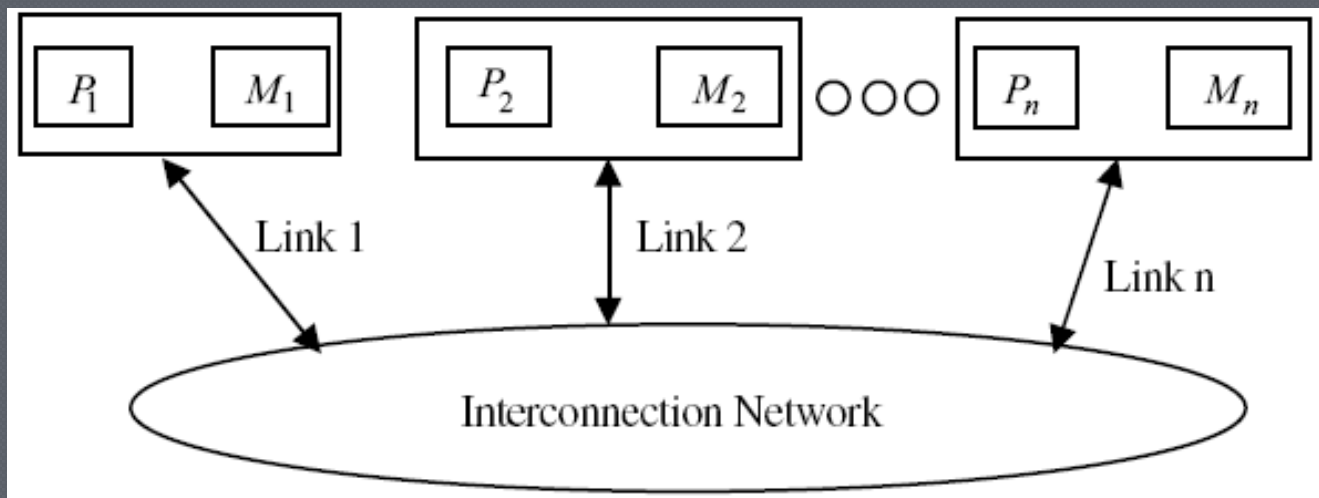 P₁ M₁ P₂ M₂ Pₙ Mₙ
Link 1 Link 2 Link n
Interconnection Network